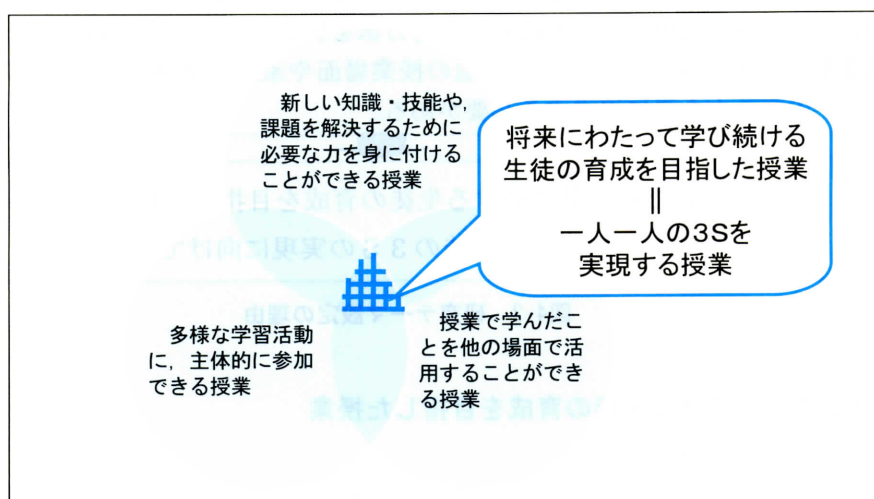 新しい知識・技能や,
課題を解決するために
必要な力を身に付ける
ことができる授業
将来にわたって学び続ける
生徒の育成を目指した授業
||
一人一人の3Sを
実現する授業
多様な学習活動
に，主体的に参加
できる授業
授業で学んだこ
とを他の場面で活
用することができ
る授業